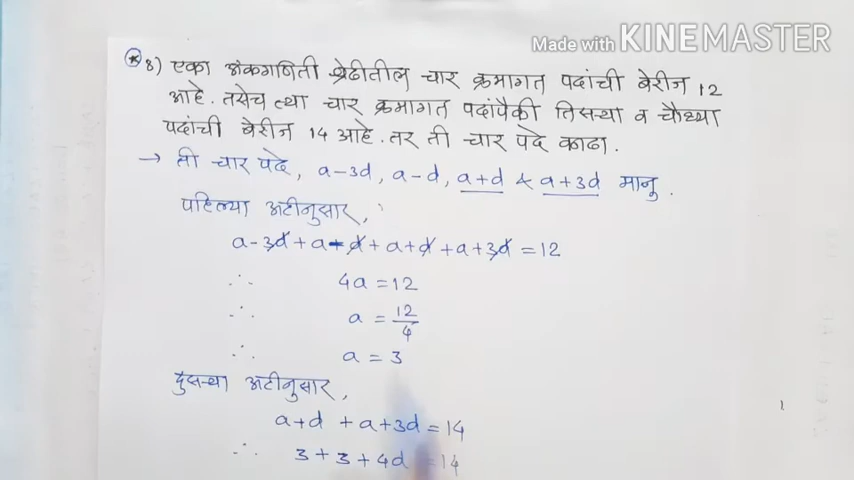 Made with KINEMASTER
* ४) एका अंकगणिती श्रेढीतील चार क्रमागत पदांची बेरीज 12
आहे. तसेच त्या चार क्रमागत पदांपैकी तिसऱ्या व चौथ्या
पदांची बेरीज 14 आहे. तर ती चार पदे काढा.
→ ती चार पदे, a-3d, a-d, a+d & a+3d मानु.
पहिल्या अटीनुसार,
a-3d+a-d+a+d+a+3d=12
∴ 4a=12
∴ a = 12/4
∴ a = 3
दुसऱ्या अटीनुसार,
a+d +a+3d=14
∴ 3+3+4d=14